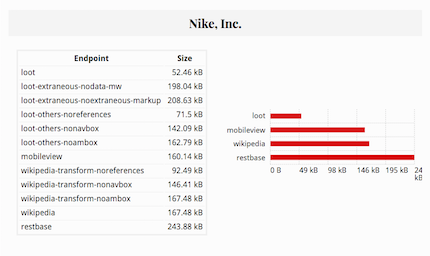 Nike, Inc.
Endpoint Size
loot 52.46 kB
loot-extraneous-nodata-mw 198.04 kB
loot-extraneous-noextraneous-markup 208.63 kB
loot-others-noreferences 71.5 kB
loot-others-nonavbox 142.09 kB
loot-others-noambox 162.79 kB
mobileview 160.14 kB
wikipedia-transform-noreferences 92.49 kB
wikipedia-transform-nonavbox 146.41 kB
wikipedia-transform-noambox 167.48 kB
wikipedia 167.48 kB
restbase 243.88 kB
loot
mobileview
wikipedia
restbase
0 B 49 kB 98 kB 146 kB 195 kB 24
kB